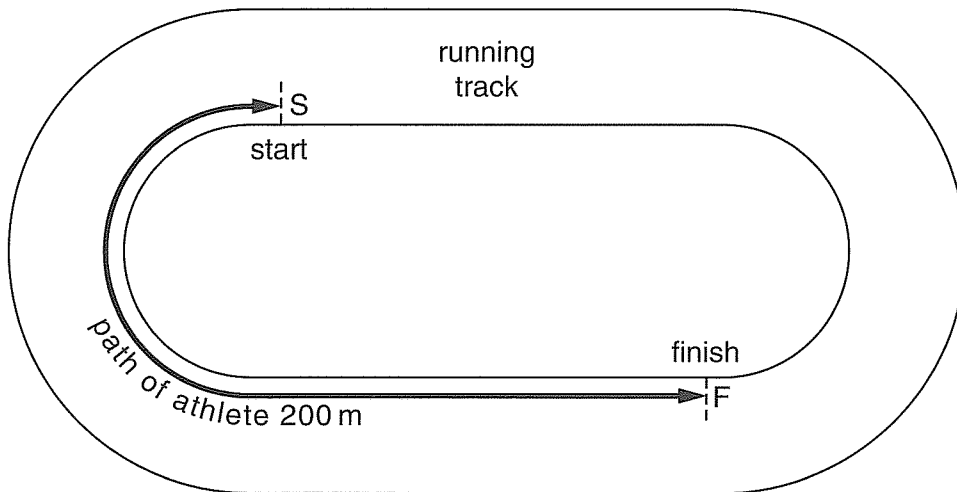 running
track
S
start
finish
F
path of athlete 200 m